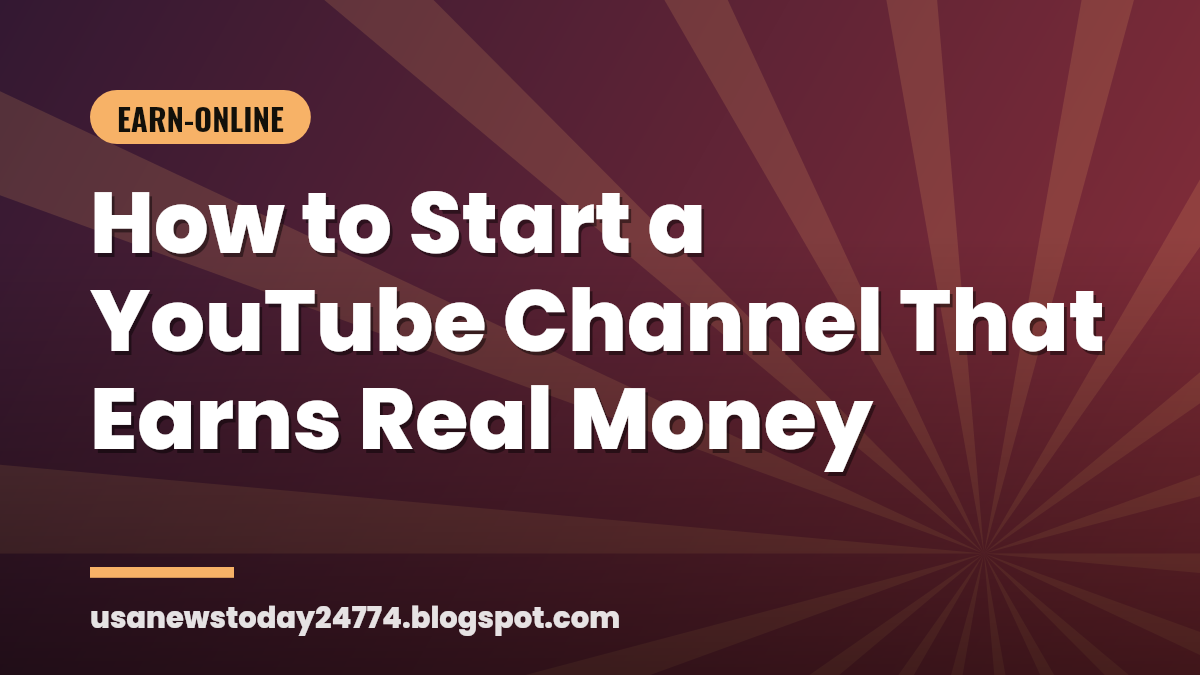 EARN-ONLINE
How to Start a
YouTube Channel That
Earns Real Money
usanewstoday24774.blogspot.com